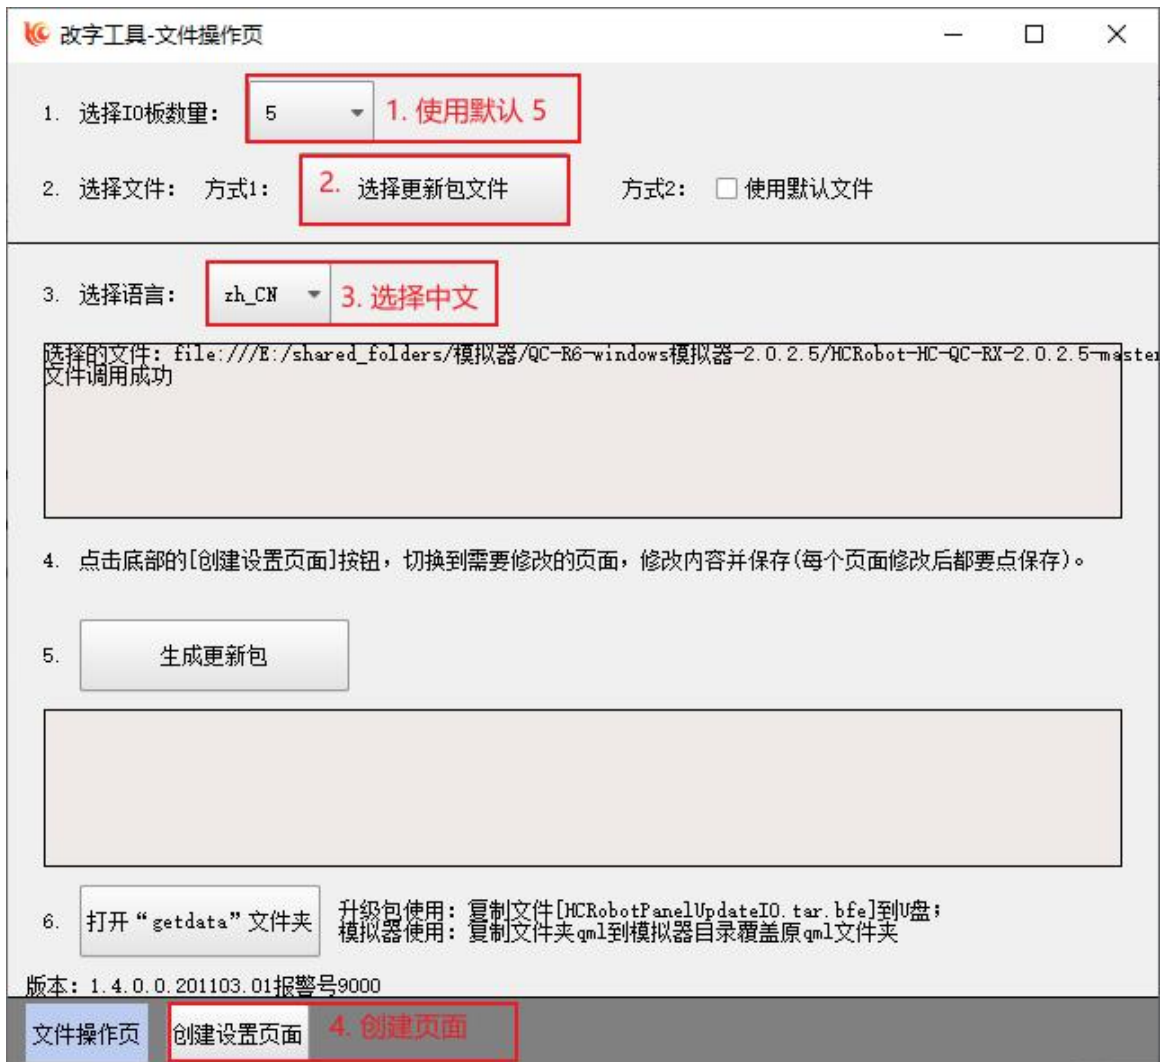 改字工具-文件操作页
1. 选择IO板数量： 5 1. 使用默认 5
2. 选择文件： 方式1： 2. 选择更新包文件 方式2： 使用默认文件
3. 选择语言： zh_CN 3. 选择中文
选择的文件：file:///E:/shared_folders/模拟器/QC-R6-windows模拟器-2.0.2.5/HCRobot-HC-QC-RX-2.0.2.5-maste
文件调用成功
4. 点击底部的[创建设置页面]按钮，切换到需要修改的页面，修改内容并保存(每个页面修改后都要点保存)。
5. 生成更新包
6. 打开“getdata”文件夹
升级包使用：复制文件[HCRobotPanelUpdateIO.tar.bfe]到U盘；
模拟器使用：复制文件夹qml到模拟器目录覆盖原qml文件夹
版本：1.4.0.0.201103.01报警号9000
文件操作页 创建设置页面 4. 创建页面